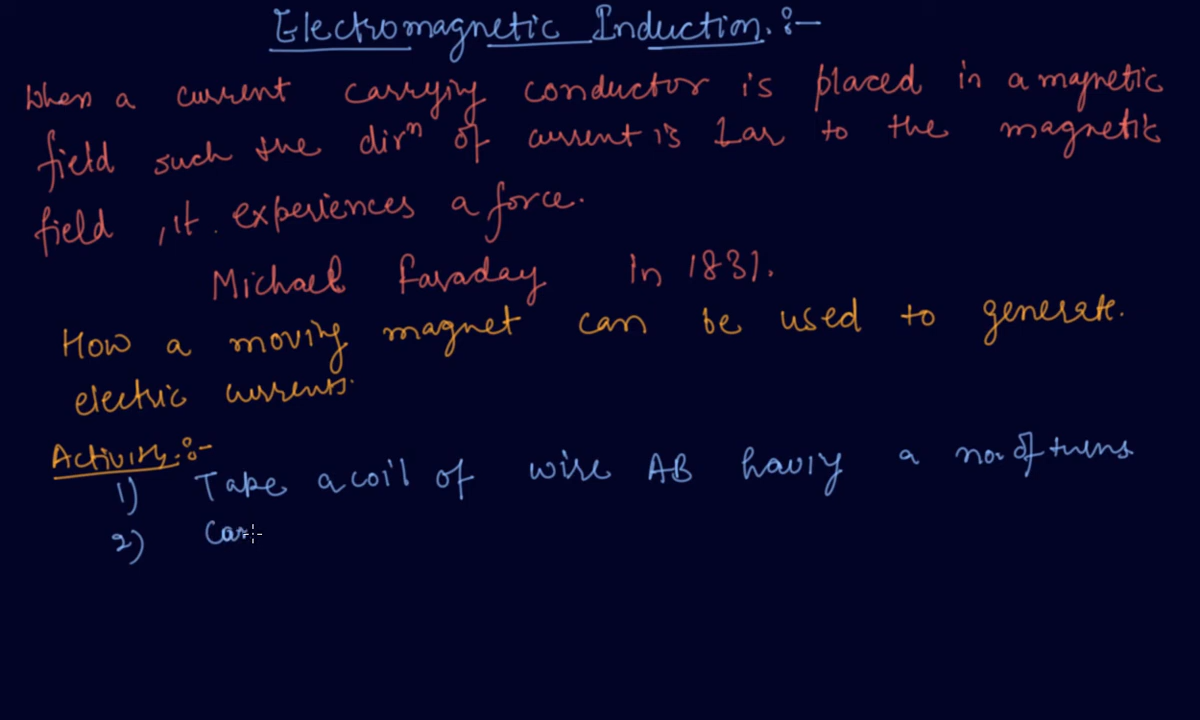 Electromagnetic Induction :-
When a current carrying conductor is placed in a magnetic
field such the dirⁿ of current is ⊥ar to the magnetic
field, it experiences a force.
Michael Faraday in 1831.
How a moving magnet can be used to generate
electric currents.
Activity :-
1) Take a coil of wire AB having a no. of turns
2) Car